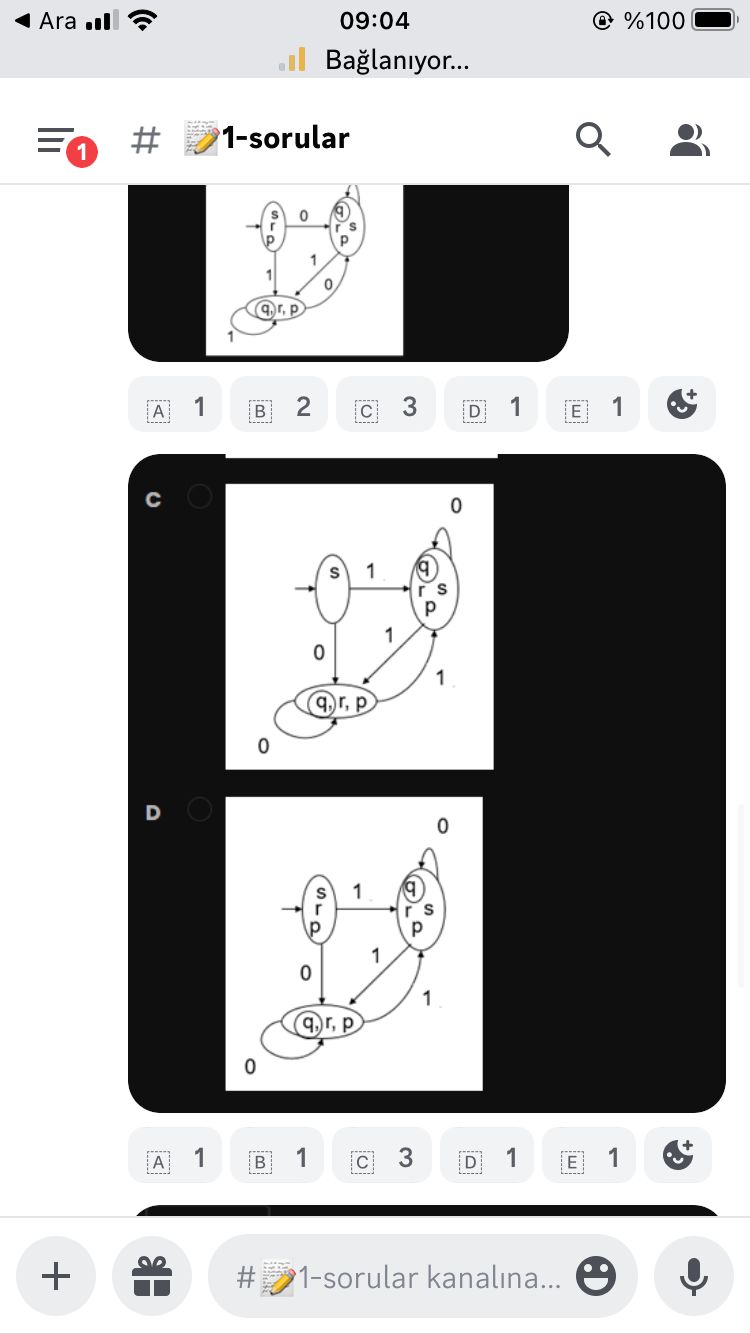 Ara 09:04 %100
Bağlanıyor...
1 # 1-sorular
s r p 0 q r s p
1 1 0
q, r, p
1
A 1 B 2 C 3 D 1 E 1
C
0
s 1 q r s p
0 1 1
q, r, p
0
D
0
s r p 1 q r s p
0 1 1
q, r, p
0
A 1 B 1 C 3 D 1 E 1
# 1-sorular kanalına...